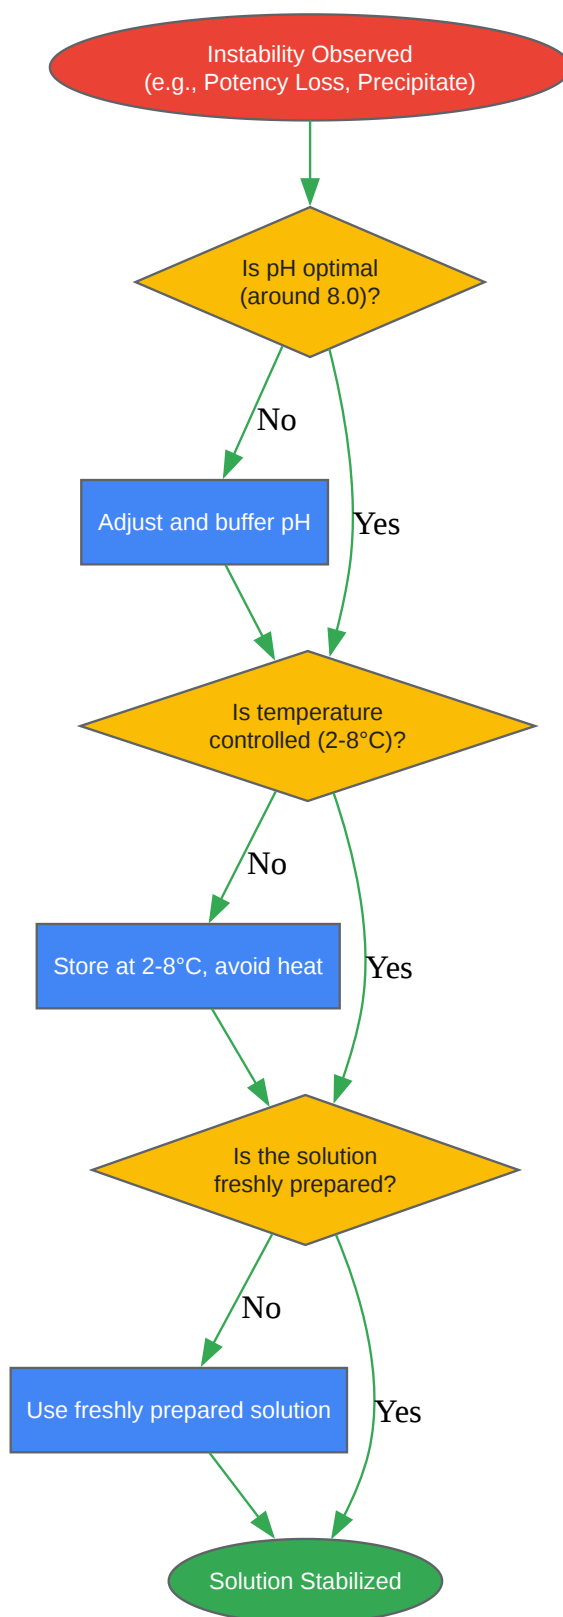 Instability Observed
(e.g., Potency Loss, Precipitate)
Is pH optimal
(around 8.0)?
No
Adjust and buffer pH
Yes
Is temperature
controlled (2-8°C)?
No
Store at 2-8°C, avoid heat
Yes
Is the solution
freshly prepared?
No
Use freshly prepared solution
Yes
Solution Stabilized